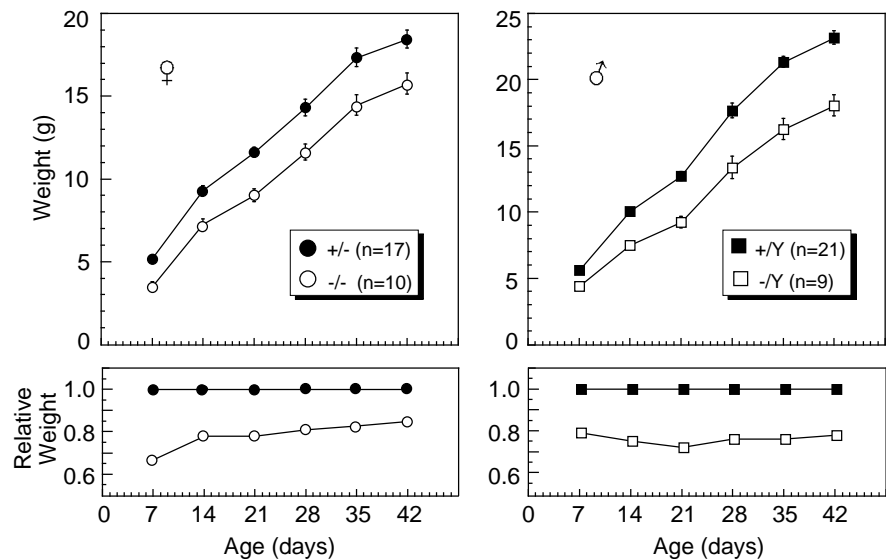 20
15
10
5
0
Weight (g)
♀
+/- (n=17)
-/- (n=10)
25
20
15
10
5
0
♂
+/Y (n=21)
-/Y (n=9)
1.0
0.8
0.6
Relative
Weight
0 7 14 21 28 35 42
Age (days)
1.0
0.8
0.6
0 7 14 21 28 35 42
Age (days)